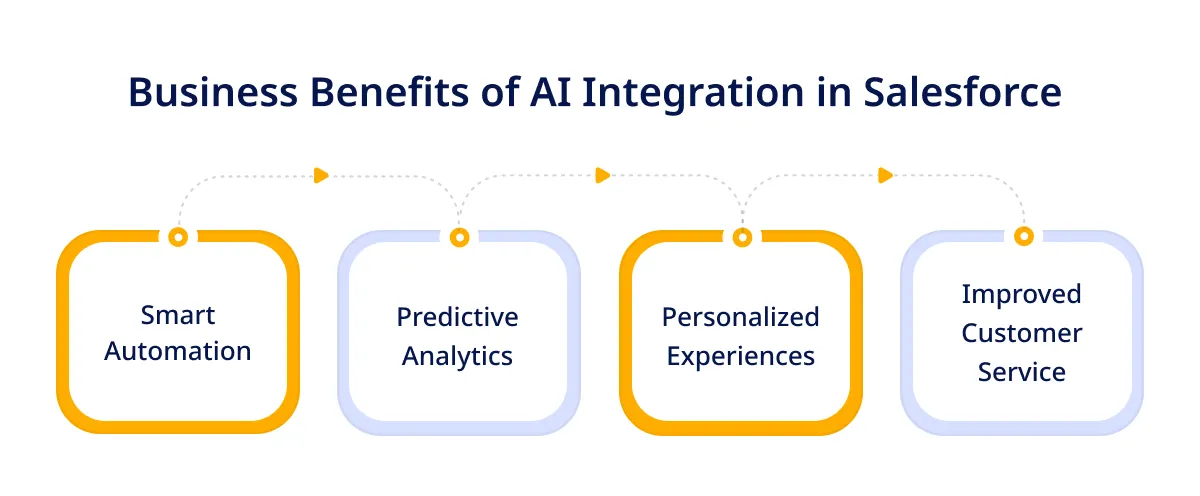 Business Benefits of AI Integration in Salesforce
Smart
Automation
Predictive
Analytics
Personalized
Experiences
Improved
Customer
Service